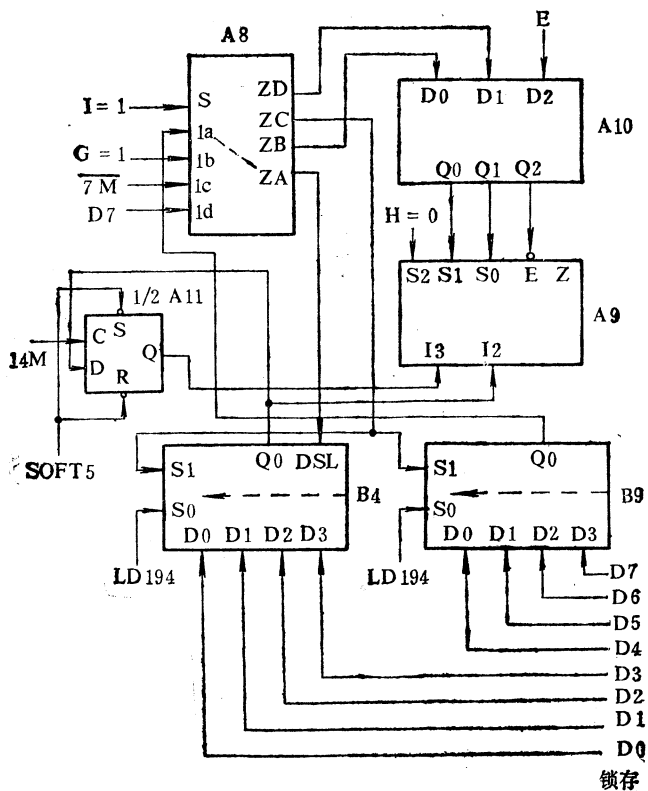 A8
E
I=1
S
ZD
D0 D1 D2
1a
ZC
A10
G=1
1b
ZB
7M
1c
ZA
Q0 Q1 Q2
D7
1d
H=0
S2 S1 S0 E Z
1/2 A11
A9
C S
Q
14M
D
R
I3 I2
SOFT5
S1
Q0 DSL
S1
Q0
B4
B9
S0
S0
D0 D1 D2 D3
D0 D1 D2 D3
LD194
LD194
D7
D6
D5
D4
D3
D2
D1
D0
锁存